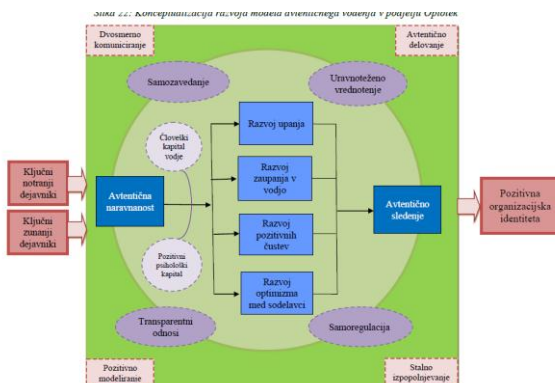 Slika 22: Konceptualizacija razvoja modela avtentičnega vodenja v podjetju Optotek
Dvosmerno
komuniciranje
Avtentično
delovanje
Samozavedanje
Uravnoteženo
vrednotenje
Človeški
kapital
vodje
Razvoj upanja
Ključni
notranji
dejavniki
Ključni
zunanji
dejavniki
Avtentična
naravnanost
Razvoj
zaupanja v
vodjo
Avtentično
sledenje
Pozitivna
organizacijska
identiteta
Razvoj
pozitivnih
čustev
Pozitivni
psihološki
kapital
Razvoj
optimizma
med sodelavci
Transparentni
odnosi
Samoregulacija
Pozitivno
modeliranje
Stalno
izpopolnjevanje